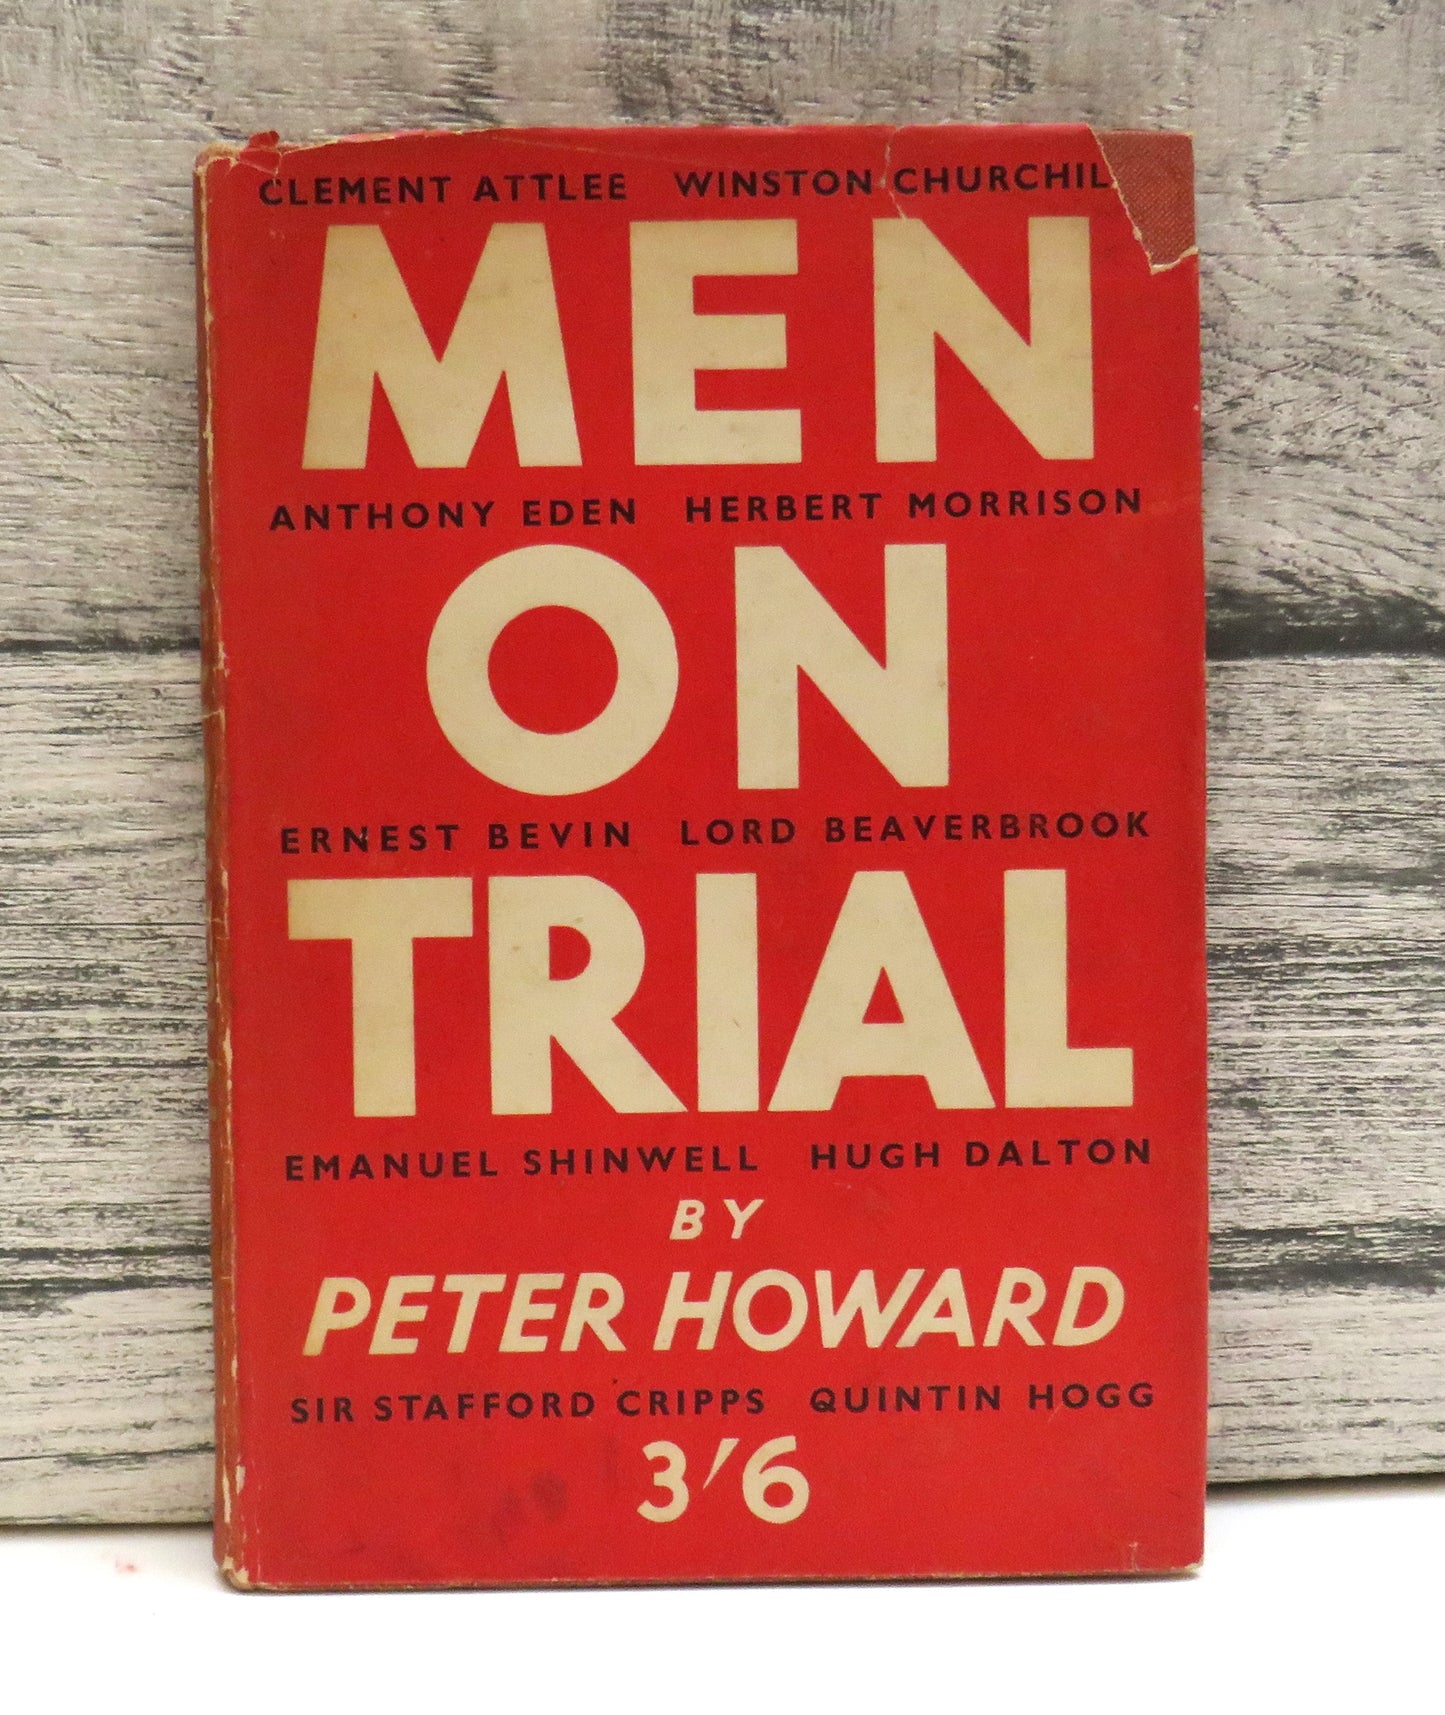 CLEMENT ATTLEE WINSTON CHURCHIL
MEN
ANTHONY EDEN HERBERT MORRISON
ON
ERNEST BEVIN LORD BEAVERBROOK
TRIAL
EMANUEL SHINWELL HUGH DALTON
BY
PETER HOWARD
SIR STAFFORD CRIPPS QUINTIN HOGG
3'6